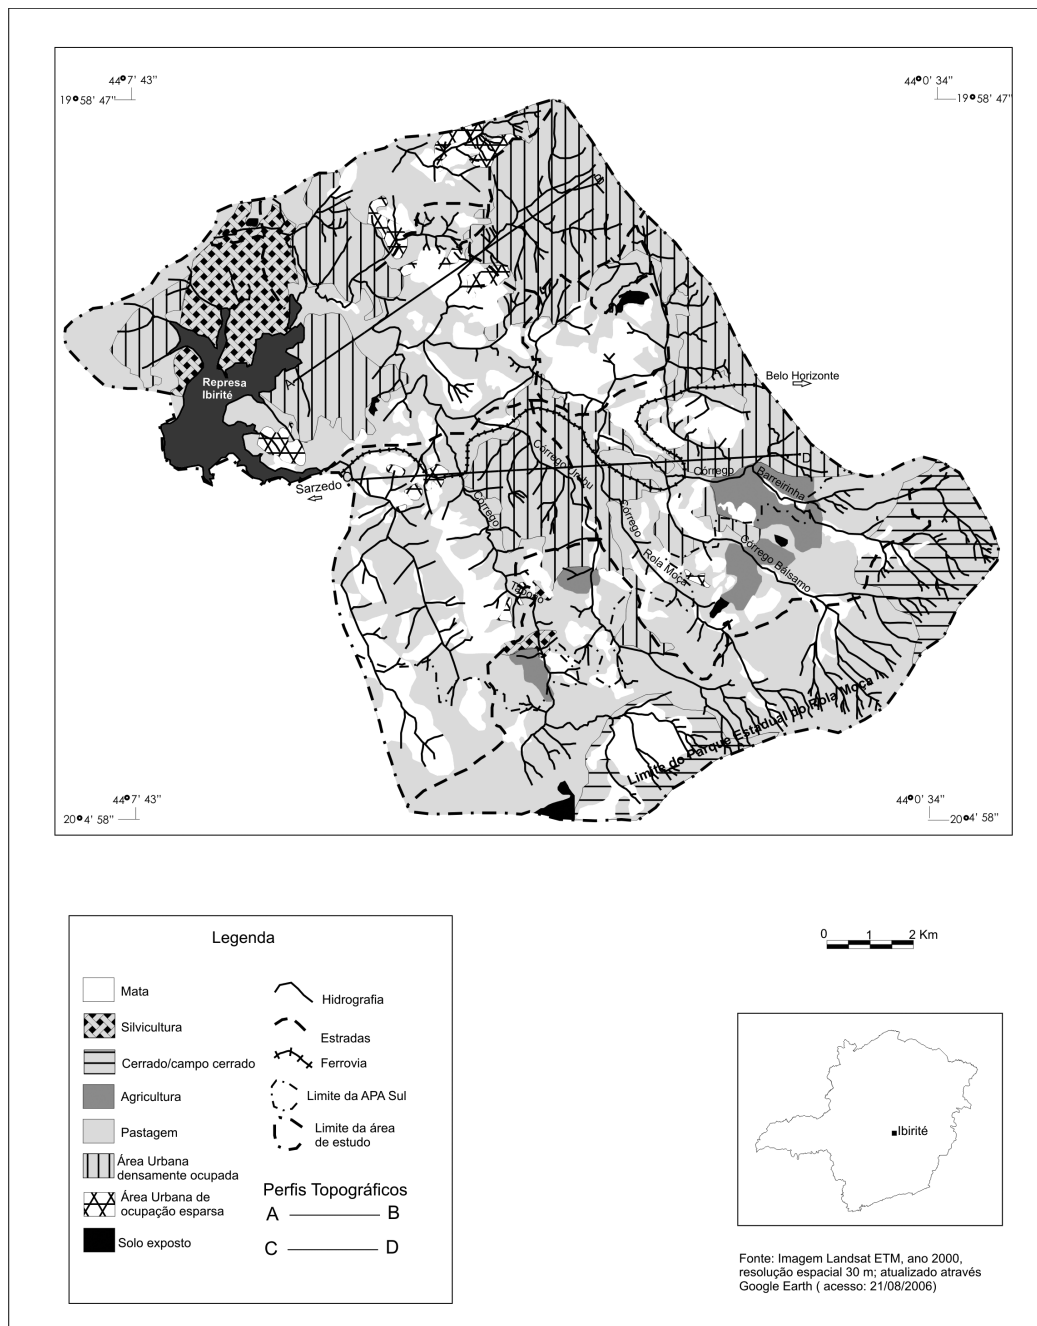 44° 7' 43"
44° 0' 34"
19° 58' 47"
19° 58' 47"
B
Belo Horizonte
Represa
Ibirité
A
D
Córrego
Barreirinha
Córrego Urubu
Sarzedo
C
Córrego
Córrego
Córrego Bálsamo
Rola Moça
Taboão
Limite do Parque Estadual do Rola Moça
44° 7' 43"
44° 0' 34"
20° 4' 58"
20° 4' 58"
Legenda
Mata
Silvicultura
Cerrado/campo cerrado
Agricultura
Pastagem
Área Urbana
densamente ocupada
Área Urbana de
ocupação esparsa
Solo exposto
Hidrografia
Estradas
Ferrovia
Limite da APA Sul
Limite da área
de estudo
Perfis Topográficos
A B
C D
0 1 2 Km
Ibirité
Fonte: Imagem Landsat ETM, ano 2000,
resolução espacial 30 m; atualizado através
Google Earth ( acesso: 21/08/2006)